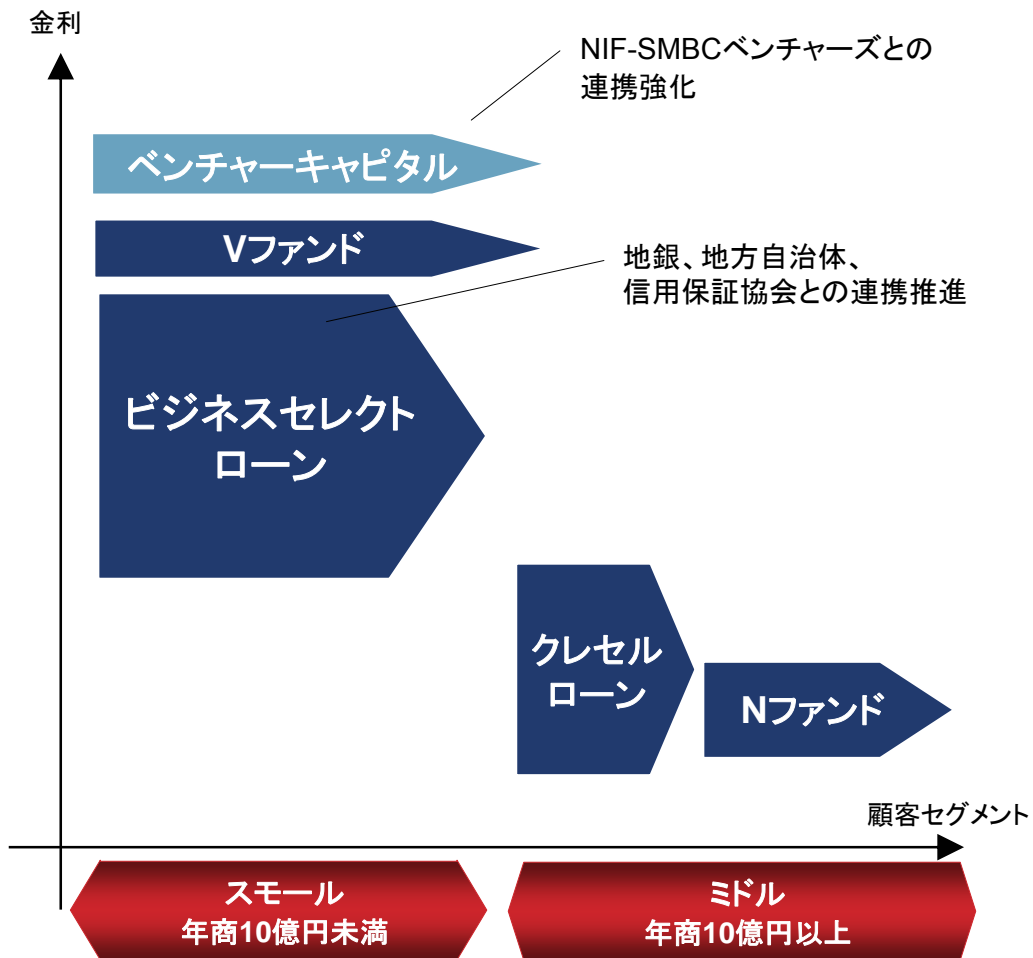 金利
NIF-SMBCベンチャーズとの
連携強化
ベンチャーキャピタル
Vファンド
地銀、地方自治体、
信用保証協会との連携推進
ビジネスセレクト
ローン
クレセル
ローン
Nファンド
顧客セグメント
スモール
年商10億円未満
ミドル
年商10億円以上